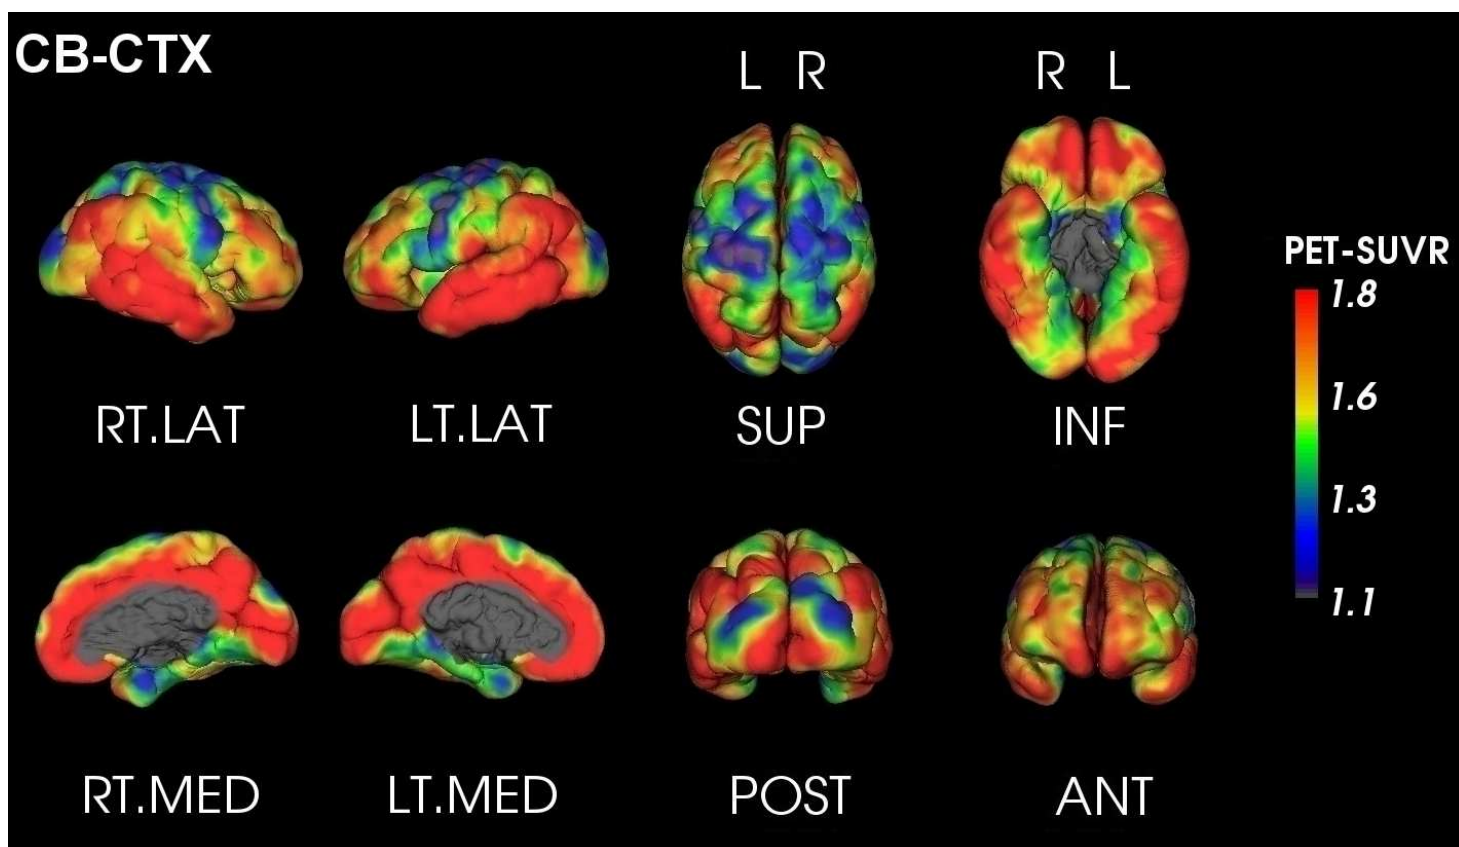 CB-CTX
L R
R L
PET-SUVR
1.8
1.6
1.3
1.1
RT.LAT
LT.LAT
SUP
INF
RT.MED
LT.MED
POST
ANT